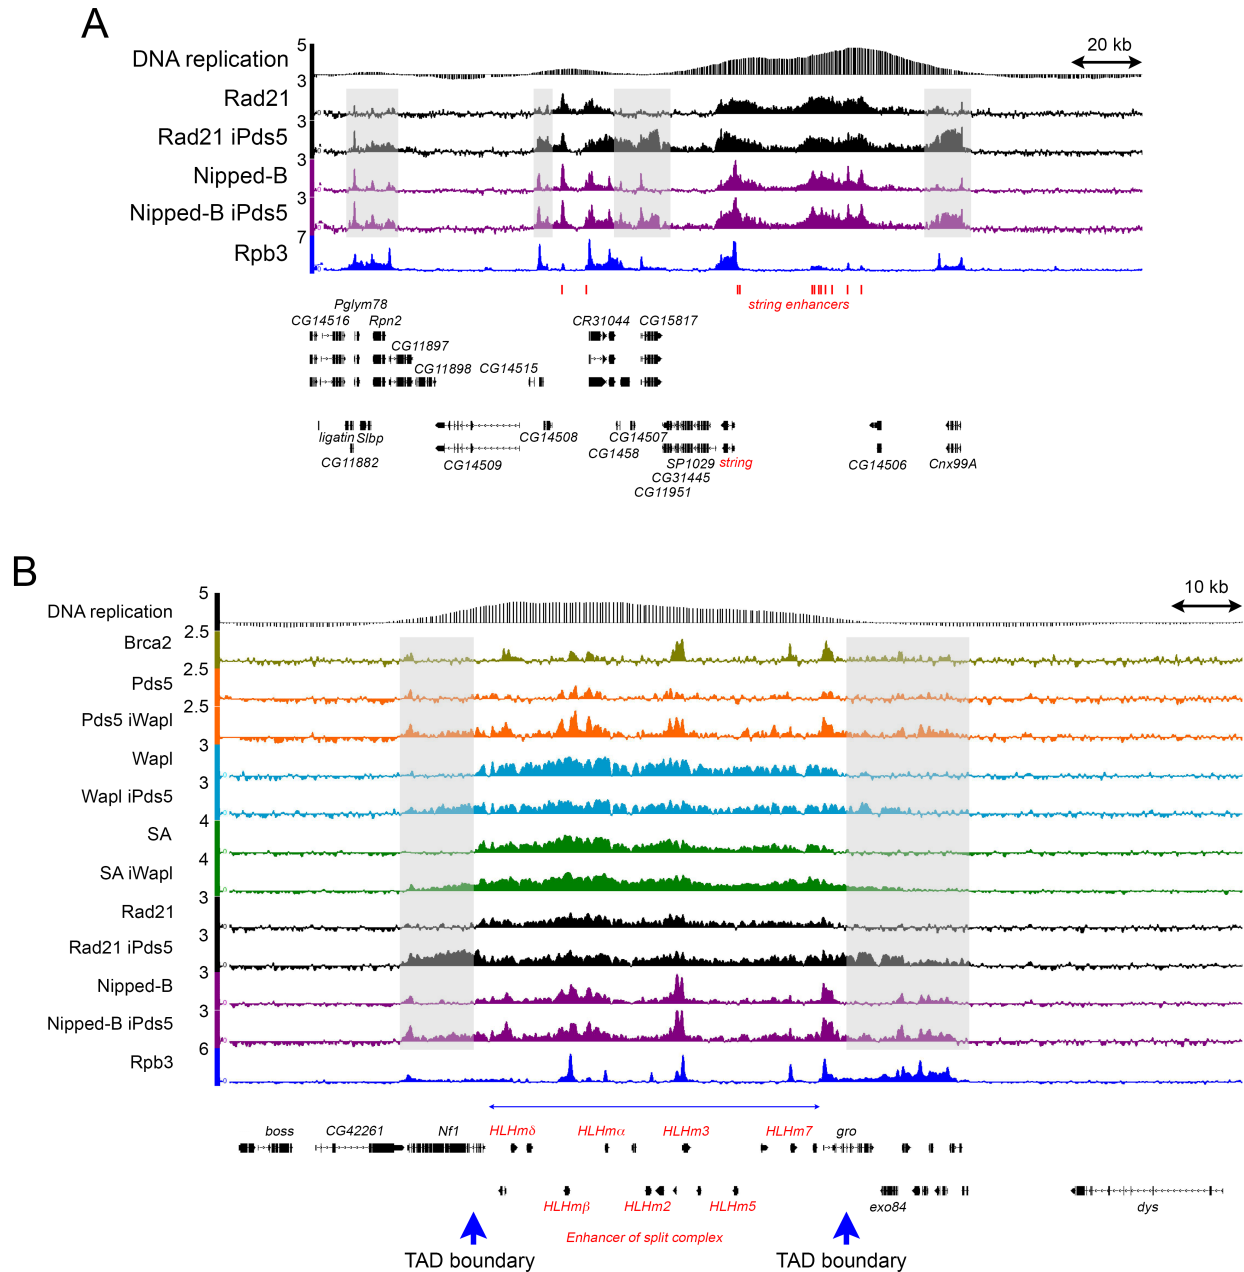 A
5
DNA replication
20 kb
3
Rad21
3
Rad21 iPds5
3
Nipped-B
3
Nipped-B iPds5
7
Rpb3
string enhancers
Pglym78
CG14516 Rpn2 CR31044 CG15817
CG11897
CG11898 CG14515
ligatin Slbp CG14508 CG14507
CG11882 CG14509 CG1458 SP1029 string CG14506 Cnx99A
CG31445
CG11951
B
5
DNA replication
10 kb
2.5
Brca2
2.5
Pds5
2.5
Pds5 iWapl
3
Wapl
3
Wapl iPds5
4
SA
4
SA iWapl
3
Rad21
3
Rad21 iPds5
3
Nipped-B
3
Nipped-B iPds5
6
Rpb3
boss CG42261 Nf1 HLHmδ HLHmα HLHm3 HLHm7 gro
HLHmβ HLHm2 HLHm5 exo84 dys
Enhancer of split complex
TAD boundary TAD boundary